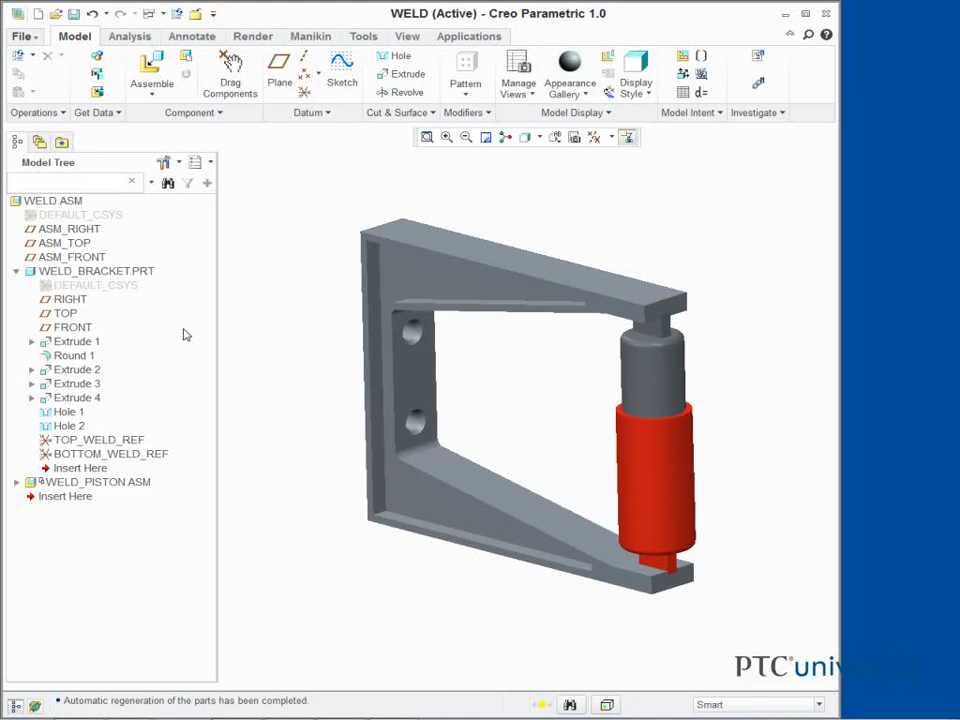 WELD (Active) - Creo Parametric 1.0
File Model Analysis Annotate Render Manikin Tools View Applications
Assemble
Drag Components
Plane
Sketch
Hole
Extrude
Revolve
Pattern
Manage Views
Appearance Gallery
Display Style
d=
Operations Get Data Component Datum Cut & Surface Modifiers Model Display Model Intent Investigate
Model Tree
WELD.ASM
DEFAULT_CSYS
ASM_RIGHT
ASM_TOP
ASM_FRONT
WELD_BRACKET.PRT
DEFAULT_CSYS
RIGHT
TOP
FRONT
Extrude 1
Round 1
Extrude 2
Extrude 3
Extrude 4
Hole 1
Hole 2
TOP_WELD_REF
BOTTOM_WELD_REF
Insert Here
WELD_PISTON.ASM
Insert Here
PTC university
Automatic regeneration of the parts has been completed.
Smart